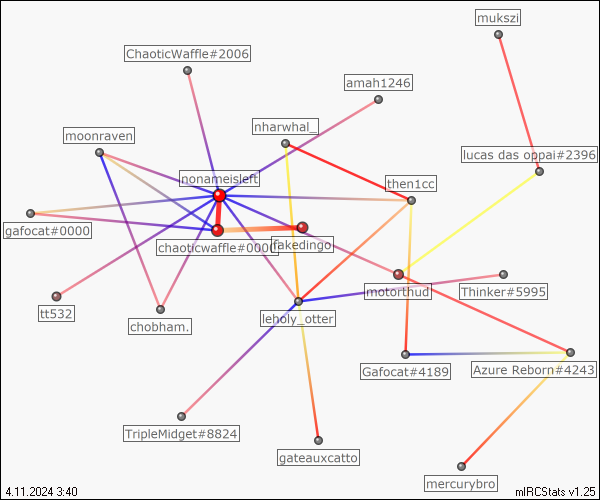 mukszi
ChaoticWaffle#2006
amah1246
nharwhal_
moonraven
lucas das oppai#2396
nonameisleft
then1cc
gafocat#0000
chaoticwaffle#0000
fakedingo
motorthud
Thinker#5995
tt532
chobham.
leholy_otter
Gafocat#4189
Azure Reborn#4243
TripleMidget#8824
gateauxcatto
mercurybro
4.11.2024 3:40
mIRCStats v1.25